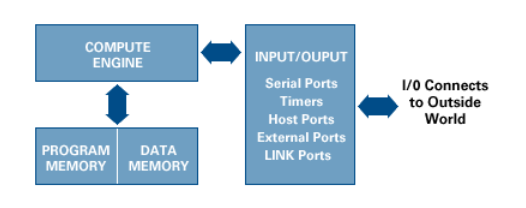 COMPUTE
ENGINE
INPUT/OUPUT
Serial Ports
Timers
Host Ports
External Ports
LINK Ports
I/0 Connects
to Outside
World
PROGRAM
MEMORY
DATA
MEMORY